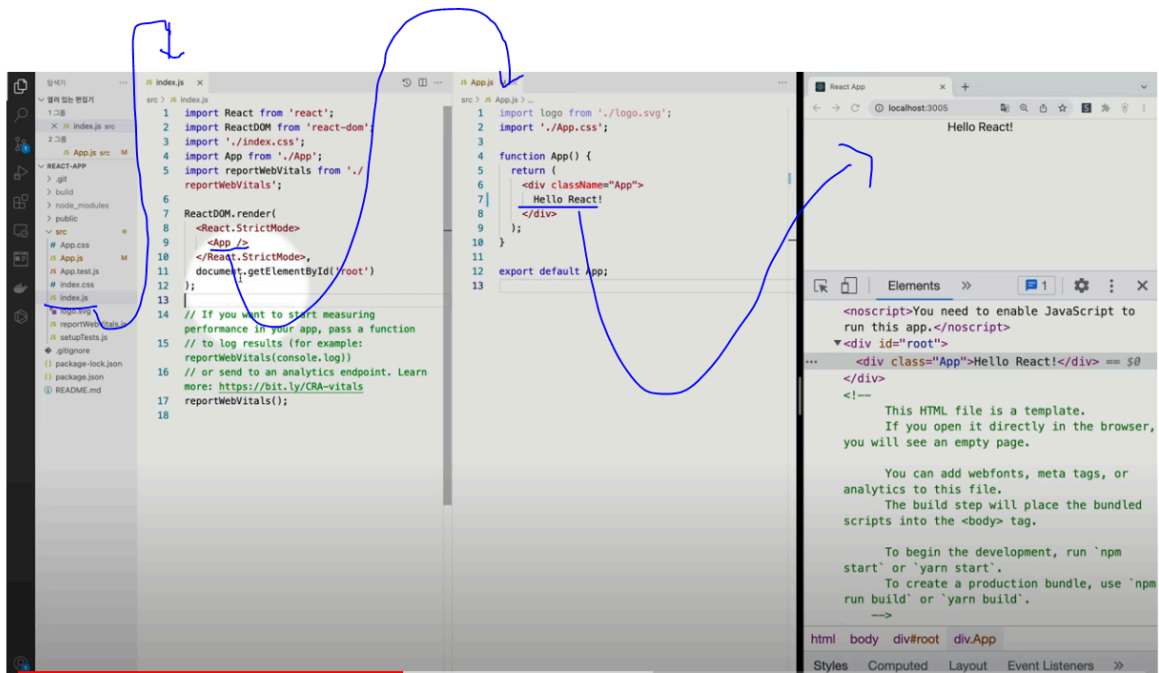 탐색기 ...
열려 있는 편집기
1 그룹
JS index.js src
2 그룹
JS App.js src M
REACT-APP
.git
build
node_modules
public
src
# App.css
JS App.js M
JS App.test.js
# index.css
JS index.js
logo.svg
JS reportWebVitals.js
JS setupTests.js
.gitignore
{} package-lock.json
{} package.json
README.md
JS index.js ×
src > JS index.js
1 import React from 'react';
2 import ReactDOM from 'react-dom';
3 import './index.css';
4 import App from './App';
5 import reportWebVitals from './
reportWebVitals';
6
7 ReactDOM.render(
8 <React.StrictMode>
9 <App />
10 </React.StrictMode>,
11 document.getElementById('root')
12 );
13
14 // If you want to start measuring
performance in your app, pass a function
15 // to log results (for example:
reportWebVitals(console.log))
16 // or send to an analytics endpoint. Learn
more: https://bit.ly/CRA-vitals
17 reportWebVitals();
18
JS App.js M
src > JS App.js > ...
1 import logo from './logo.svg';
2 import './App.css';
3
4 function App() {
5 return (
6 <div className="App">
7 Hello React!
8 </div>
9 );
10 }
11
12 export default App;
13
React App
localhost:3005
Hello React!
Elements » 1
<noscript>You need to enable JavaScript to
run this app.</noscript>
▼<div id="root">
... <div class="App">Hello React!</div> == $0
</div>
<!--
This HTML file is a template.
If you open it directly in the browser,
you will see an empty page.
You can add webfonts, meta tags, or
analytics to this file.
The build step will place the bundled
scripts into the <body> tag.
To begin the development, run `npm
start` or `yarn start`.
To create a production bundle, use `npm
run build` or `yarn build`.
-->
html body div#root div.App
Styles Computed Layout Event Listeners »